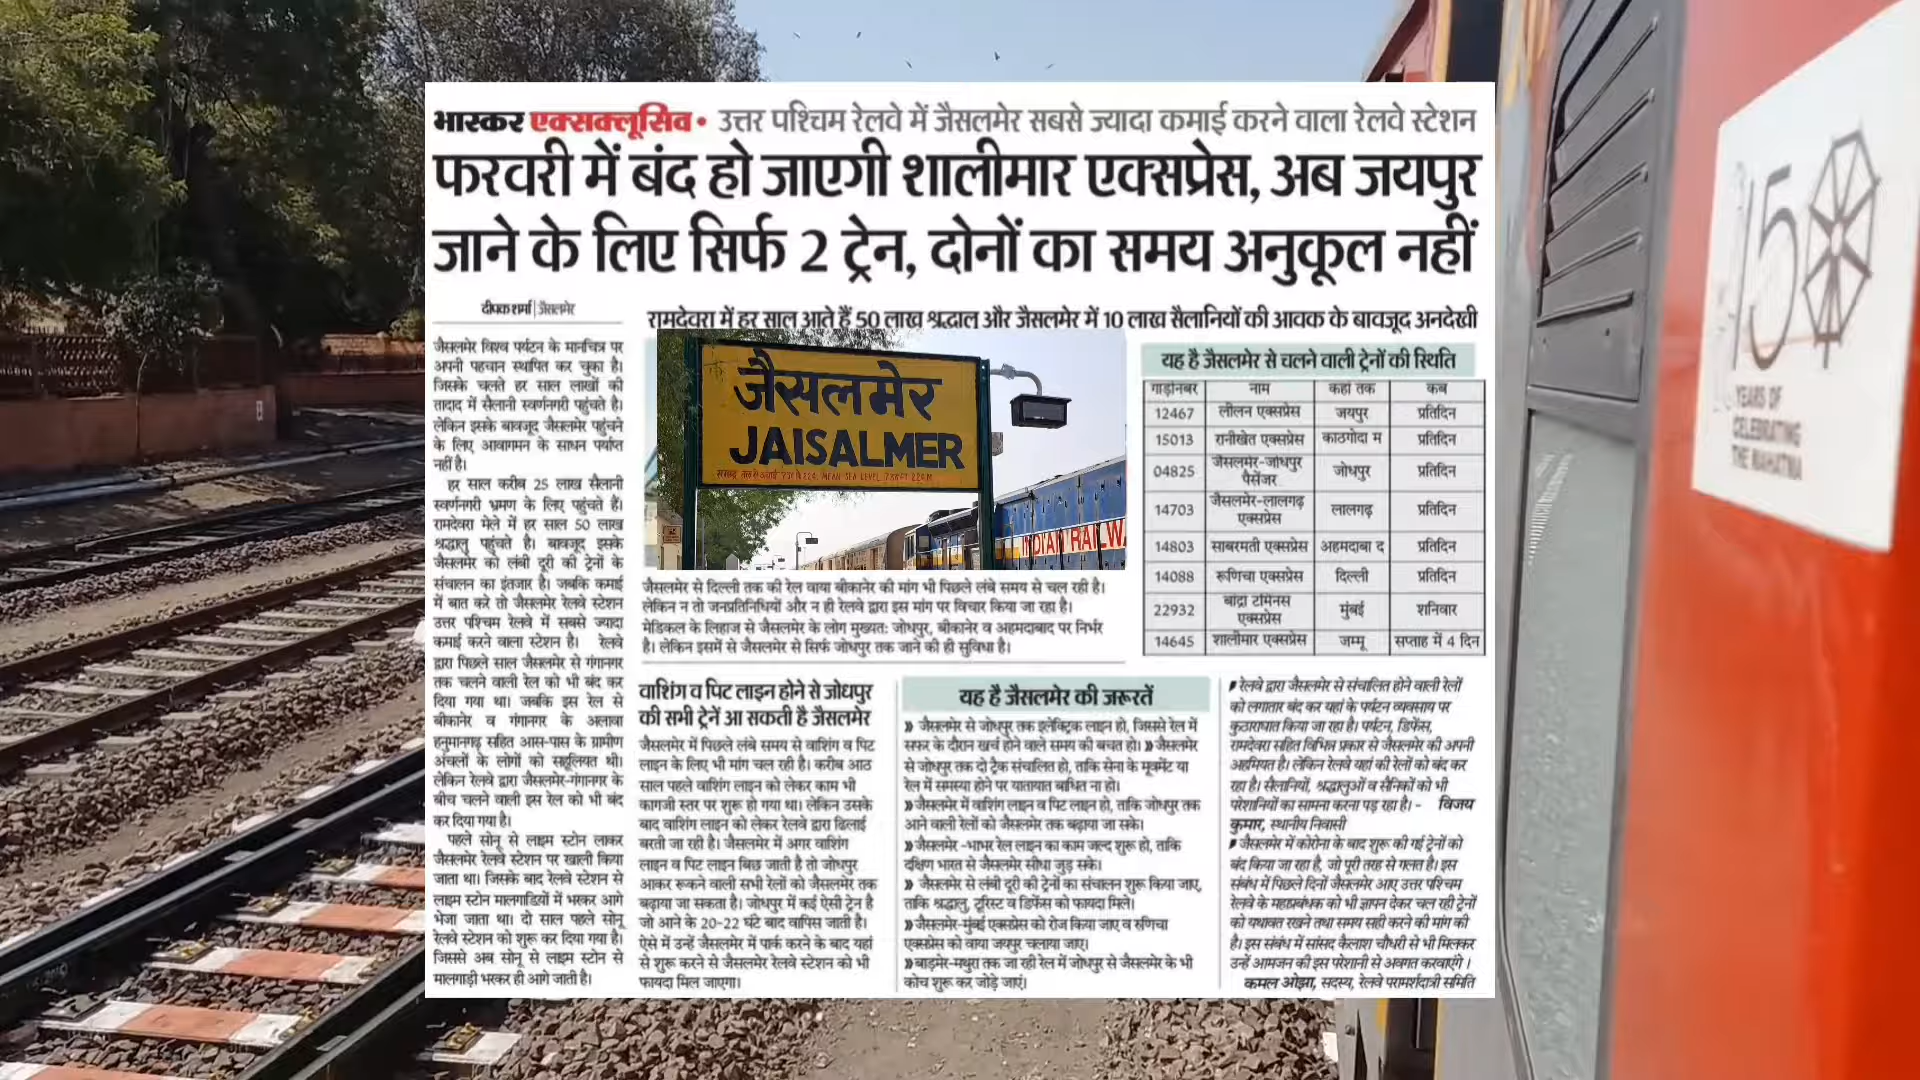 भास्कर एक्सक्लूसिव • उत्तर पश्चिम रेलवे में जैसलमेर सबसे ज्यादा कमाई करने वाला रेलवे स्टेशन
फरवरी में बंद हो जाएगी शालीमार एक्सप्रेस, अब जयपुर
जाने के लिए सिर्फ 2 ट्रेन, दोनों का समय अनुकूल नहीं
दीपक शर्मा | जैसलमेर
रामदेवरा में हर साल आते हैं 50 लाख श्रद्धालु और जैसलमेर में 10 लाख सैलानियों की आवक के बावजूद अनदेखी
जैसलमेर विश्व पर्यटन के मानचित्र पर
अपनी पहचान स्थापित कर चुका है।
जिसके चलते हर साल लाखों की
तादाद में सैलानी स्वर्णनगरी पहुंचते है।
लेकिन इसके बावजूद जैसलमेर पहुंचने
के लिए आवागमन के साधन पर्याप्त
नहीं है।
हर साल करीब 25 लाख सैलानी
स्वर्णनगरी भ्रमण के लिए पहुंचते हैं।
रामदेवरा मेले में हर साल 50 लाख
श्रद्धालु पहुंचते है। बावजूद इसके
जैसलमेर को लंबी दूरी की ट्रेनों के
संचालन का इंतजार है। जबकि कमाई
में बात करे तो जैसलमेर रेलवे स्टेशन
उत्तर पश्चिम रेलवे में सबसे ज्यादा
कमाई करने वाला स्टेशन है। रेलवे
द्वारा पिछले साल जैसलमेर से गंगानगर
तक चलने वाली रेल को भी बंद कर
दिया गया था। जबकि इस रेल से
बीकानेर व गंगानगर के अलावा
हनुमानगढ़ सहित आस-पास के ग्रामीण
अंचलों के लोगों को सहूलियत थी।
लेकिन रेलवे द्वारा जैसलमेर-गंगानगर के
बीच चलने वाली इस रेल को भी बंद
कर दिया गया है।
पहले सोनू से लाइम स्टोन लाकर
जैसलमेर रेलवे स्टेशन पर खाली किया
जाता था। जिसके बाद रेलवे स्टेशन से
लाइम स्टोन मालगाडियों में भरकर आगे
भेजा जाता था। दो साल पहले सोनू
रेलवे स्टेशन को शुरू कर दिया गया है।
जिससे अब सोनू से लाइम स्टोन से
मालगाड़ी भरकर ही आगे जाती है।
जैसलमेर
JAISALMER
INDIAN RAILWA
जैसलमेर से दिल्ली तक की रेल वाया बीकानेर की मांग भी पिछले लंबे समय से चल रही है।
लेकिन न तो जनप्रतिनिधियों और न ही रेलवे द्वारा इस मांग पर विचार किया जा रहा है।
मेडिकल के लिहाज से जैसलमेर के लोग मुख्यतः जोधपुर, बीकानेर व अहमदाबाद पर निर्भर
है। लेकिन इसमें से जैसलमेर से सिर्फ जोधपुर तक जाने की ही सुविधा है।
यह है जैसलमेर से चलने वाली ट्रेनों की स्थिति
गाड़ीनंबर नाम कहां तक कब
12467 लीलन एक्सप्रेस जयपुर प्रतिदिन
15013 रानीखेत एक्सप्रेस काठगोदा म प्रतिदिन
04825 जैसलमेर-जोधपुर पैसेंजर जोधपुर प्रतिदिन
14703 जैसलमेर-लालगढ़ एक्सप्रेस लालगढ़ प्रतिदिन
14803 साबरमती एक्सप्रेस अहमदाबा द प्रतिदिन
14088 रूणिचा एक्सप्रेस दिल्ली प्रतिदिन
22932 बांद्रा टर्मिनस एक्सप्रेस मुंबई शनिवार
14645 शालीमार एक्सप्रेस जम्मू सप्ताह में 4 दिन
वाशिंग व पिट लाइन होने से जोधपुर
की सभी ट्रेनें आ सकती है जैसलमेर
जैसलमेर में पिछले लंबे समय से वाशिंग व पिट
लाइन के लिए भी मांग चल रही है। करीब आठ
साल पहले वाशिंग लाइन को लेकर काम भी
कागजी स्तर पर शुरू हो गया था। लेकिन उसके
बाद वाशिंग लाइन को लेकर रेलवे द्वारा ढिलाई
बरती जा रही है। जैसलमेर में अगर वाशिंग
लाइन व पिट लाइन बिछ जाती है तो जोधपुर
आकर रूकने वाली सभी रेलों को जैसलमेर तक
बढ़ाया जा सकता है। जोधपुर में कई ऐसी ट्रेन है
जो आने के 20-22 घंटे बाद वापिस जाती है।
ऐसे में उन्हें जैसलमेर में पार्क करने के बाद यहां
से शुरू करने से जैसलमेर रेलवे स्टेशन को भी
फायदा मिल जाएगा।
यह है जैसलमेर की जरूरतें
» जैसलमेर से जोधपुर तक इलेक्ट्रिक लाइन हो, जिससे रेल में
सफर के दौरान खर्च होने वाले समय की बचत हो। » जैसलमेर
से जोधपुर तक दो ट्रैक संचालित हो, ताकि सेना के मूवमेंट या
रेल में समस्या होने पर यातायात बाधित ना हो।
» जैसलमेर में वाशिंग लाइन व पिट लाइन हो, ताकि जोधपुर तक
आने वाली रेलों को जैसलमेर तक बढ़ाया जा सके।
» जैसलमेर -भाभर रेल लाइन का काम जल्द शुरू हो, ताकि
दक्षिण भारत से जैसलमेर सीधा जुड़ सके।
» जैसलमेर से लंबी दूरी की ट्रेनों का संचालन शुरू किया जाए,
ताकि श्रद्धालु, टूरिस्ट व डिफेंस को फायदा मिले।
» जैसलमेर-मुंबई एक्सप्रेस को रोज किया जाए व रुणिचा
एक्सप्रेस को वाया जयपुर चलाया जाए।
» बाड़मेर-मथुरा तक जा रही रेल में जोधपुर से जैसलमेर के भी
कोच शुरू कर जोड़े जाएं।
रेलवे द्वारा जैसलमेर से संचालित होने वाली रेलों
को लगातार बंद कर यहां के पर्यटन व्यवसाय पर
कुठाराघात किया जा रहा है। पर्यटन, डिफेंस,
रामदेवरा सहित विभिन्न प्रकार से जैसलमेर की अपनी
अहमियत है। लेकिन रेलवे यहां की रेलों को बंद कर
रहा है। सैलानियों, श्रद्धालुओं व सैनिकों को भी
परेशानियों का सामना करना पड़ रहा है। - विजय
कुमार, स्थानीय निवासी
जैसलमेर में कोरोना के बाद शुरू की गई ट्रेनों को
बंद किया जा रहा है, जो पूरी तरह से गलत है। इस
संबंध में पिछले दिनों जैसलमेर आए उत्तर पश्चिम
रेलवे के महाप्रबंधक को भी ज्ञापन देकर चल रही ट्रेनों
को यथावत रखने तथा समय सही करने की मांग की
है। इस संबंध में सांसद कैलाश चौधरी से भी मिलकर
उन्हें आमजन की इस परेशानी से अवगत करवाएंगे।
कमल ओझा, सदस्य, रेलवे परामर्शदात्री समिति
150
YEARS OF
CELEBRATING
THE MAHATMA